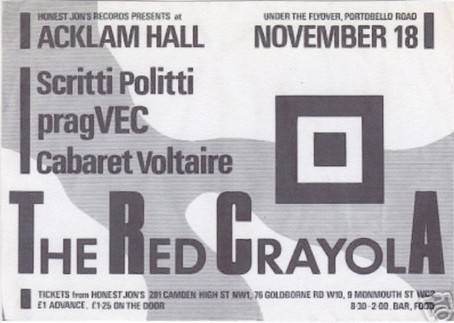 HONEST JON'S RECORDS PRESENTS at
ACKLAM HALL
UNDER THE FLYOVER, PORTOBELLO ROAD
NOVEMBER 18
Scritti Politti
pragVEC
Cabaret Voltaire
THE RED CRAYOLA
TICKETS from HONEST JON'S 281 CAMDEN HIGH ST NW1, 76 GOLDBORNE RD W10, 9 MONMOUTH ST WC2
£1 ADVANCE, £1·25 ON THE DOOR
8·30-2·00, BAR, FOOD